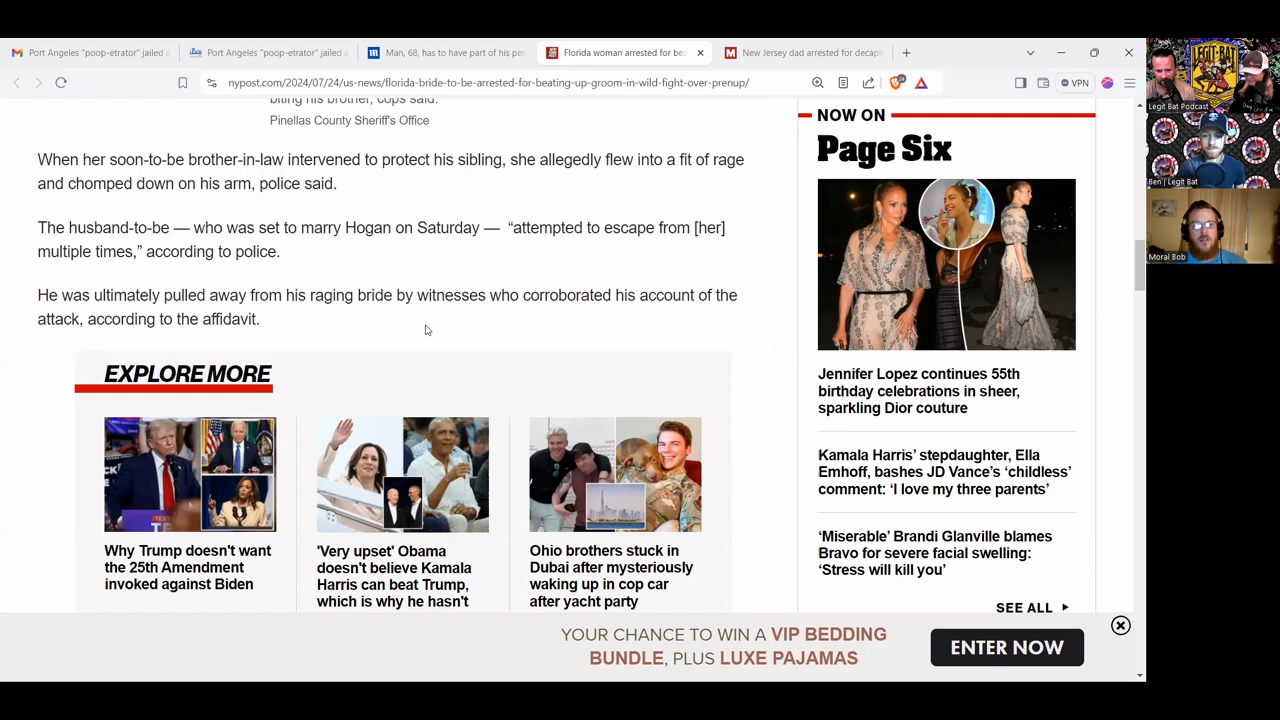 Port Angeles "poop-etrator" jailed a
Port Angeles "poop-etrator" jailed a
Man, 68, has to have part of his pen
Florida woman arrested for bea
New Jersey dad arrested for decapi
nypost.com/2024/07/24/us-news/florida-bride-to-be-arrested-for-beating-up-groom-in-wild-fight-over-prenup/
VPN
biting his brother, cops said.
Pinellas County Sheriff's Office
When her soon-to-be brother-in-law intervened to protect his sibling, she allegedly flew into a fit of rage
and chomped down on his arm, police said.
The husband-to-be — who was set to marry Hogan on Saturday — “attempted to escape from [her]
multiple times,” according to police.
He was ultimately pulled away from his raging bride by witnesses who corroborated his account of the
attack, according to the affidavit.
EXPLORE MORE
Why Trump doesn't want
the 25th Amendment
invoked against Biden
'Very upset' Obama
doesn't believe Kamala
Harris can beat Trump,
which is why he hasn't
Ohio brothers stuck in
Dubai after mysteriously
waking up in cop car
after yacht party
NOW ON
Page Six
Jennifer Lopez continues 55th
birthday celebrations in sheer,
sparkling Dior couture
Kamala Harris’ stepdaughter, Ella
Emhoff, bashes JD Vance’s ‘childless’
comment: ‘I love my three parents’
‘Miserable’ Brandi Glanville blames
Bravo for severe facial swelling:
‘Stress will kill you’
SEE ALL
YOUR CHANCE TO WIN A VIP BEDDING
BUNDLE, PLUS LUXE PAJAMAS
ENTER NOW
LEGIT BAT
Legit Bat Podcast
Ben | Legit Bat
Moral Bob